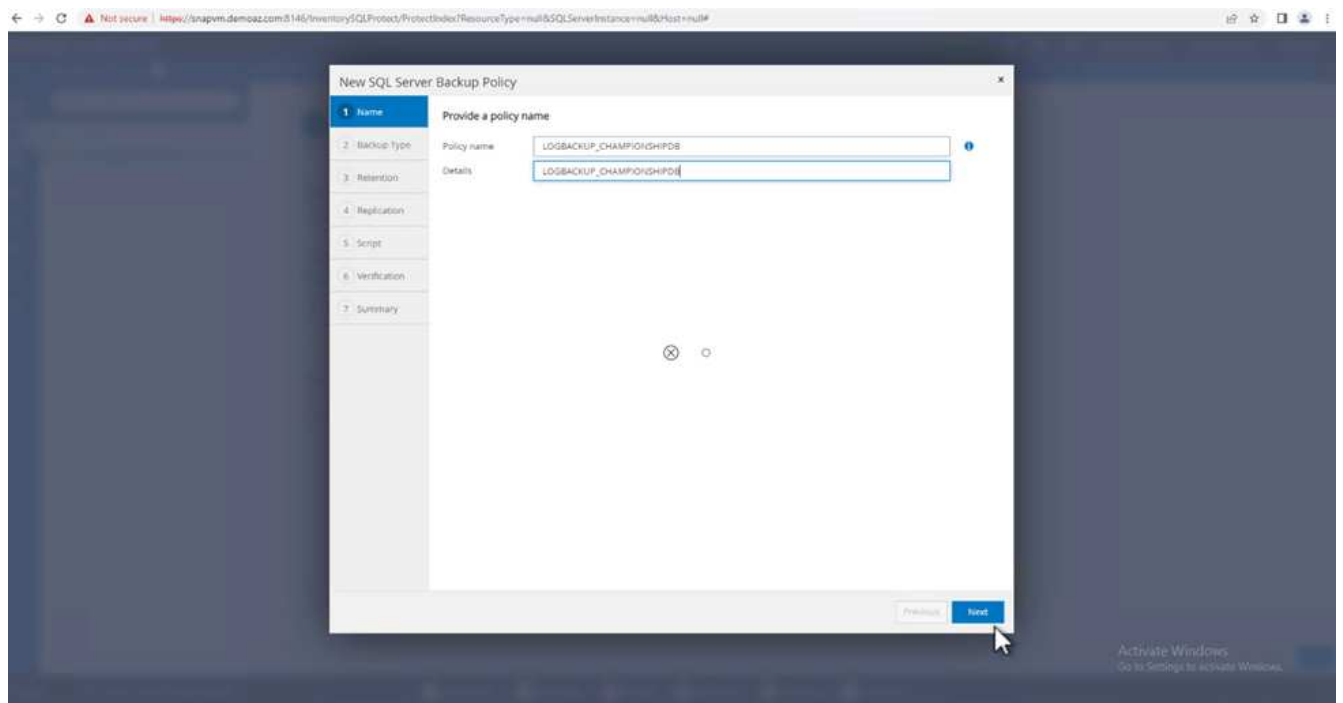 Not secure | https://snapvm.demoaz.com:8146/InventorySQLProtect/ProtectIndex?ResourceType=null&SQLServerInstance=null&Host=null#
New SQL Server Backup Policy x
1 Name
Provide a policy name
2 Backup Type
Policy name LOGBACKUP_CHAMPIONSHIPDB
3 Retention
Details LOGBACKUP_CHAMPIONSHIPDB
4 Replication
5 Script
6 Verification
7 Summary
Previous Next
Activate Windows
Go to Settings to activate Windows.